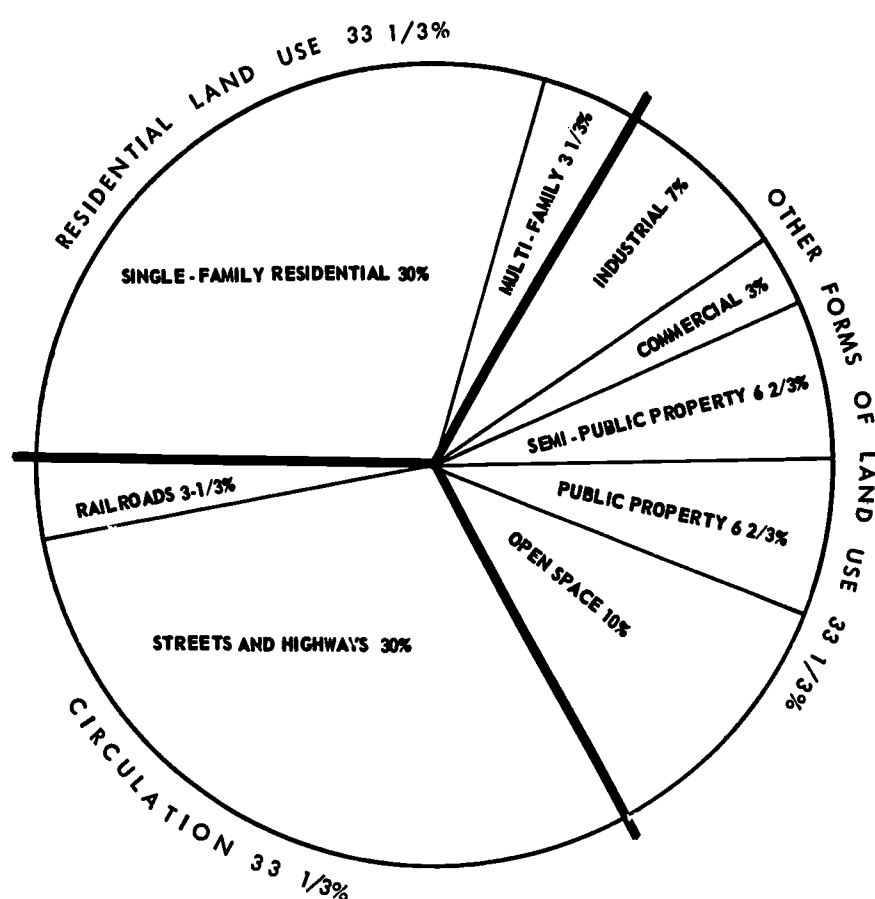 RESIDENTIAL LAND USE 33 1/3%
SINGLE-FAMILY RESIDENTIAL 30%
MULTI-FAMILY 3 1/3%
OTHER FORMS OF LAND USE 33 1/3%
INDUSTRIAL 7%
COMMERCIAL 3%
SEMI-PUBLIC PROPERTY 6 2/3%
PUBLIC PROPERTY 6 2/3%
OPEN SPACE 10%
RAILROADS 3-1/3%
STREETS AND HIGHWAYS 30%
CIRCULATION 33 1/3%